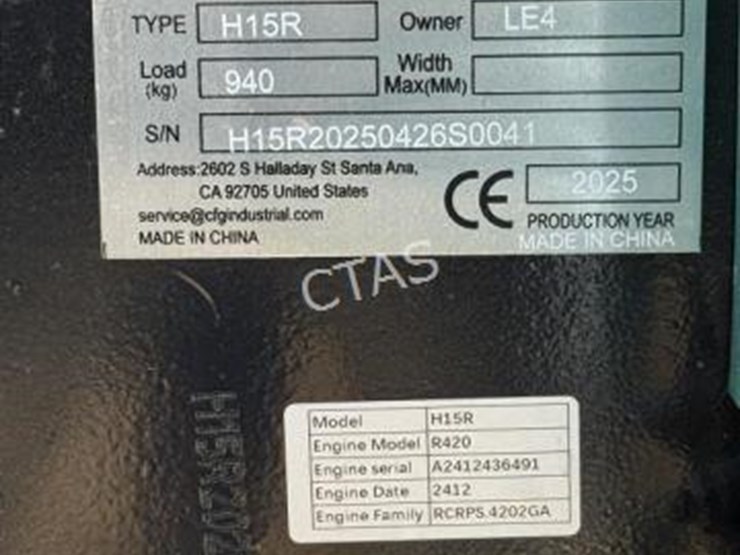 TYPE H15R Owner LE4
Load (kg) 940 Width Max(MM)
S/N H15R20250426S0041
Address:2602 S Halladay St Santa Ana,
CA 92705 United States
service@cfgindustrial.com
MADE IN CHINA
CE
2025
PRODUCTION YEAR
MADE IN CHINA
CTAS
H15R202
Model H15R
Engine Model R420
Engine serial A2412436491
Engine Date 2412
Engine Family RCRPS.4202GA